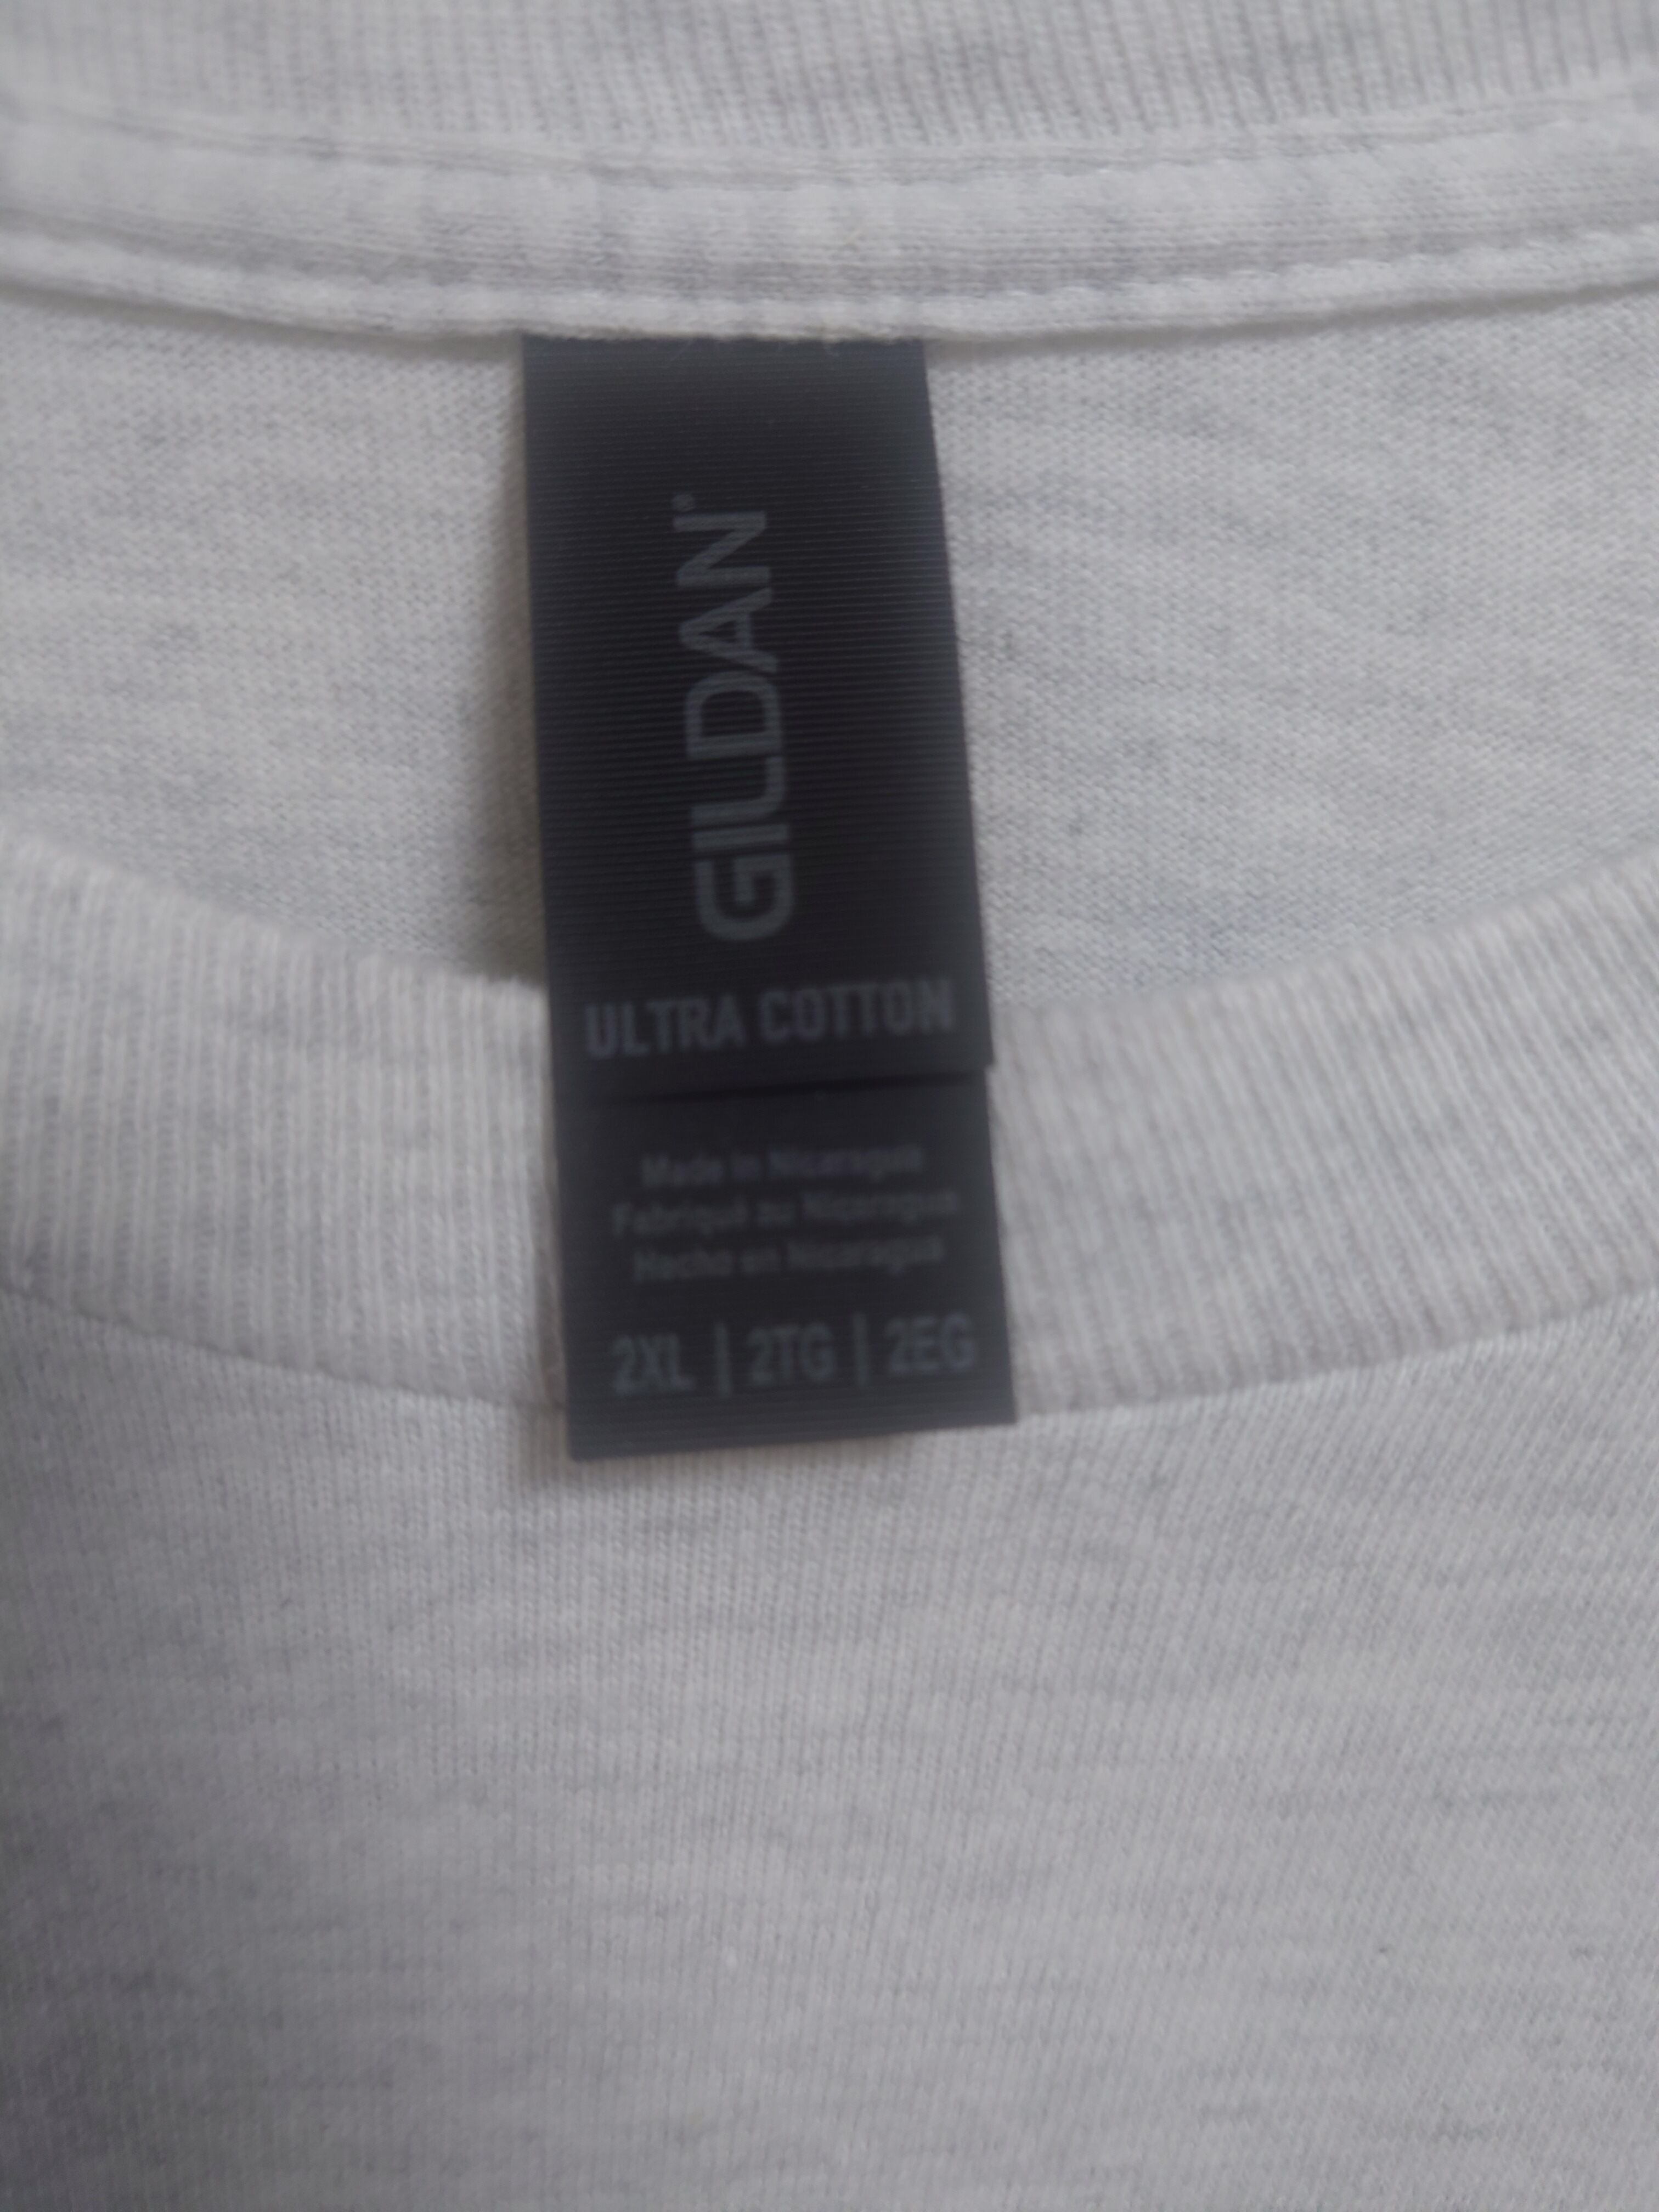 GILDAN®
ULTRA COTTON
Made in Nicaragua
Fabriqué au Nicaragua
Hecho en Nicaragua
2XL | 2TG | 2EG